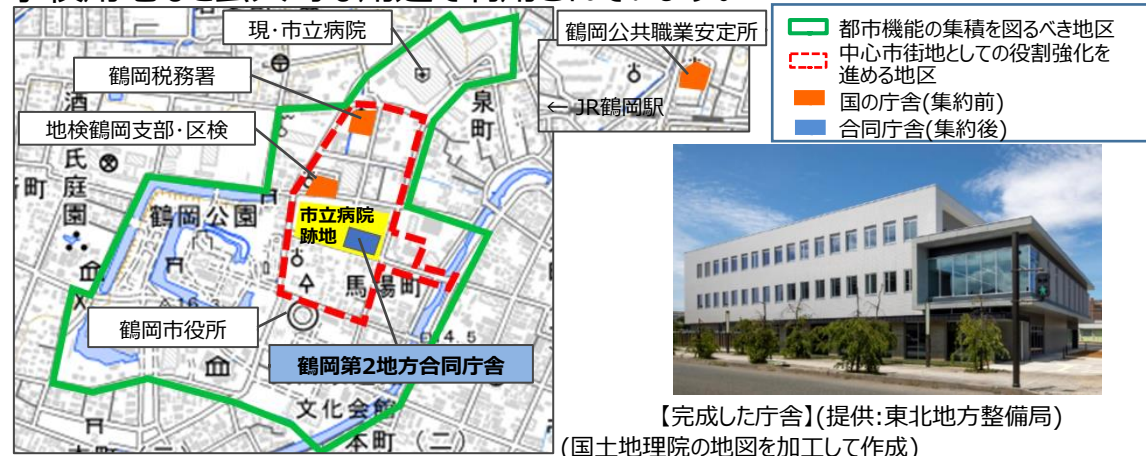 現・市立病院
鶴岡税務署
地検鶴岡支部・区検
鶴岡公共職業安定所
← JR鶴岡駅
都市機能の集積を図るべき地区
中心市街地としての役割強化を
進める地区
国の庁舎(集約前)
合同庁舎(集約後)
泉
町
酒
氏
庭
園
町
鶴岡公園
市立病院
跡地
馬場町
鶴岡市役所
鶴岡第2地方合同庁舎
文化会館
本町 (二)
【完成した庁舎】(提供:東北地方整備局)
(国土地理院の地図を加工して作成)